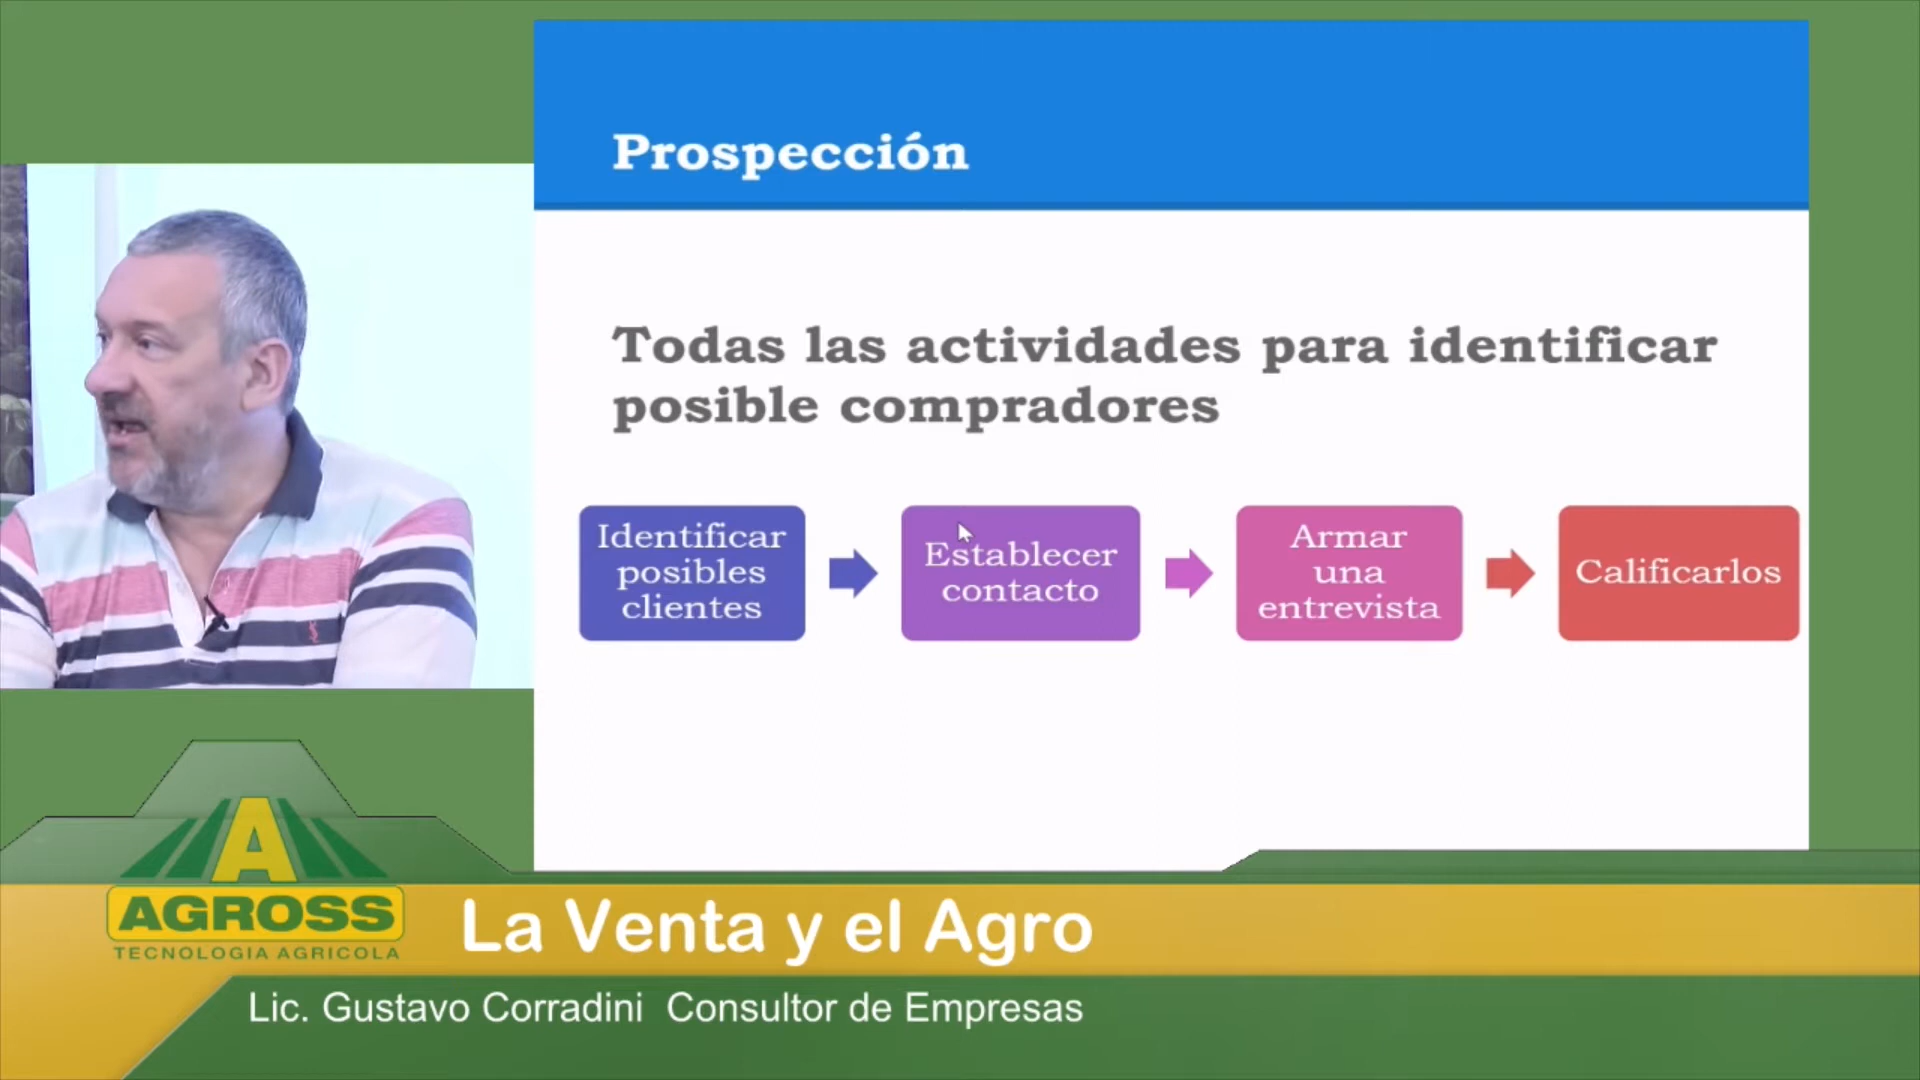 Prospección
Todas las actividades para identificar
posible compradores
Identificar
posibles
clientes
Establecer
contacto
Armar
una
entrevista
Calificarlos
A
AGROSS
TECNOLOGIA AGRICOLA
La Venta y el Agro
Lic. Gustavo Corradini Consultor de Empresas